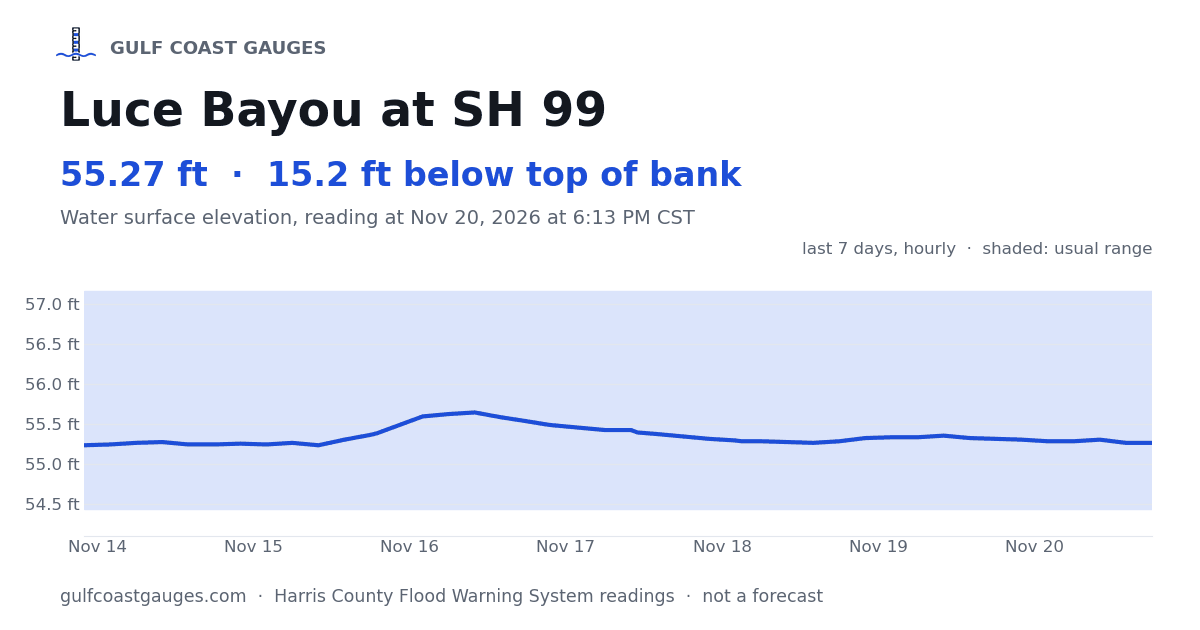 GULF COAST GAUGES
Luce Bayou at SH 99
55.27 ft · 15.2 ft below top of bank
Water surface elevation, reading at Nov 20, 2026 at 6:13 PM CST
last 7 days, hourly · shaded: usual range
57.0 ft
56.5 ft
56.0 ft
55.5 ft
55.0 ft
54.5 ft
Nov 14 Nov 15 Nov 16 Nov 17 Nov 18 Nov 19 Nov 20
gulfcoastgauges.com · Harris County Flood Warning System readings · not a forecast